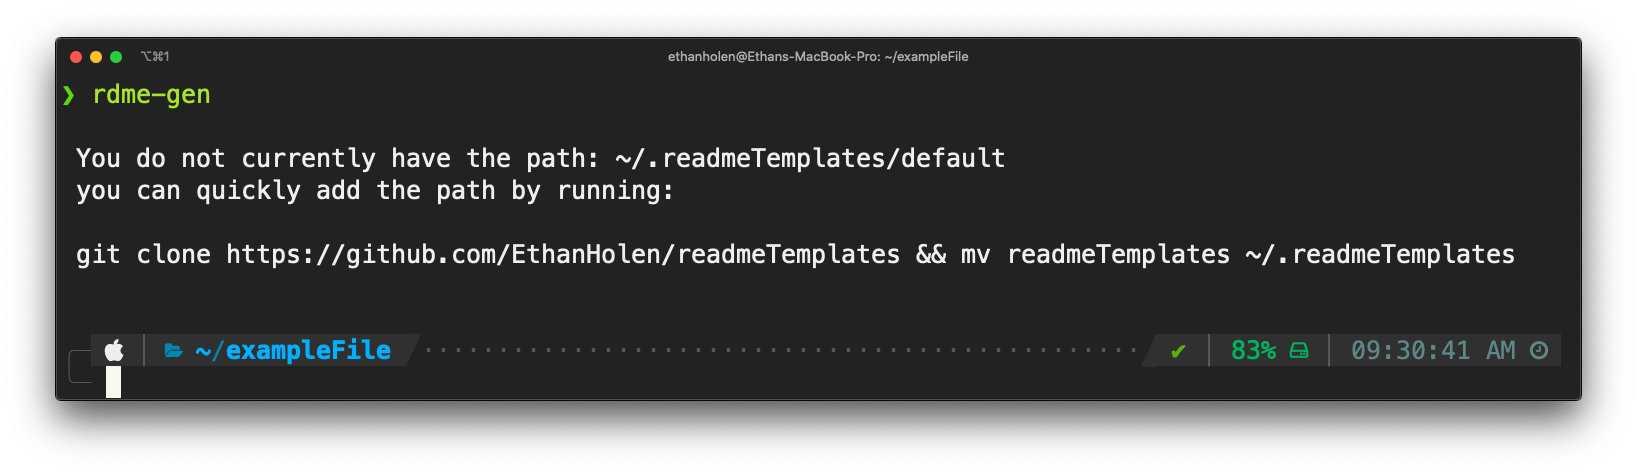 ⌥⌘1
ethanholen@Ethans-MacBook-Pro: ~/exampleFile
❯ rdme-gen
You do not currently have the path: ~/.readmeTemplates/default
you can quickly add the path by running:
git clone https://github.com/EthanHolen/readmeTemplates && mv readmeTemplates ~/.readmeTemplates
~/exampleFile ✔ 83% 09:30:41 AM